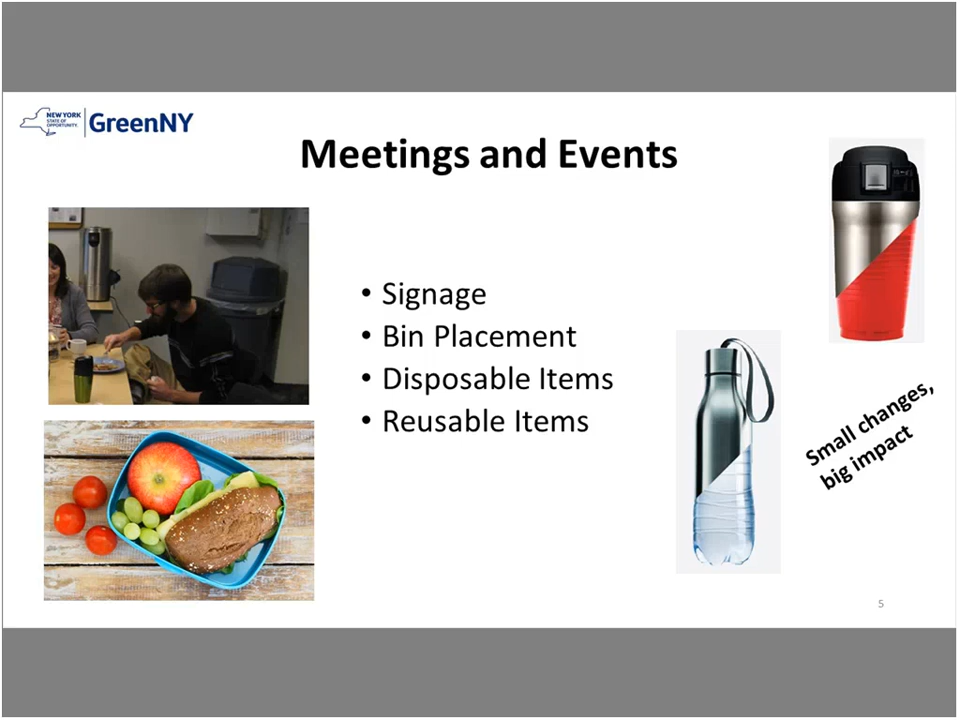 NEW YORK
STATE OF
OPPORTUNITY.
GreenNY
Meetings and Events
• Signage
• Bin Placement
• Disposable Items
• Reusable Items
Small changes,
big impact
5